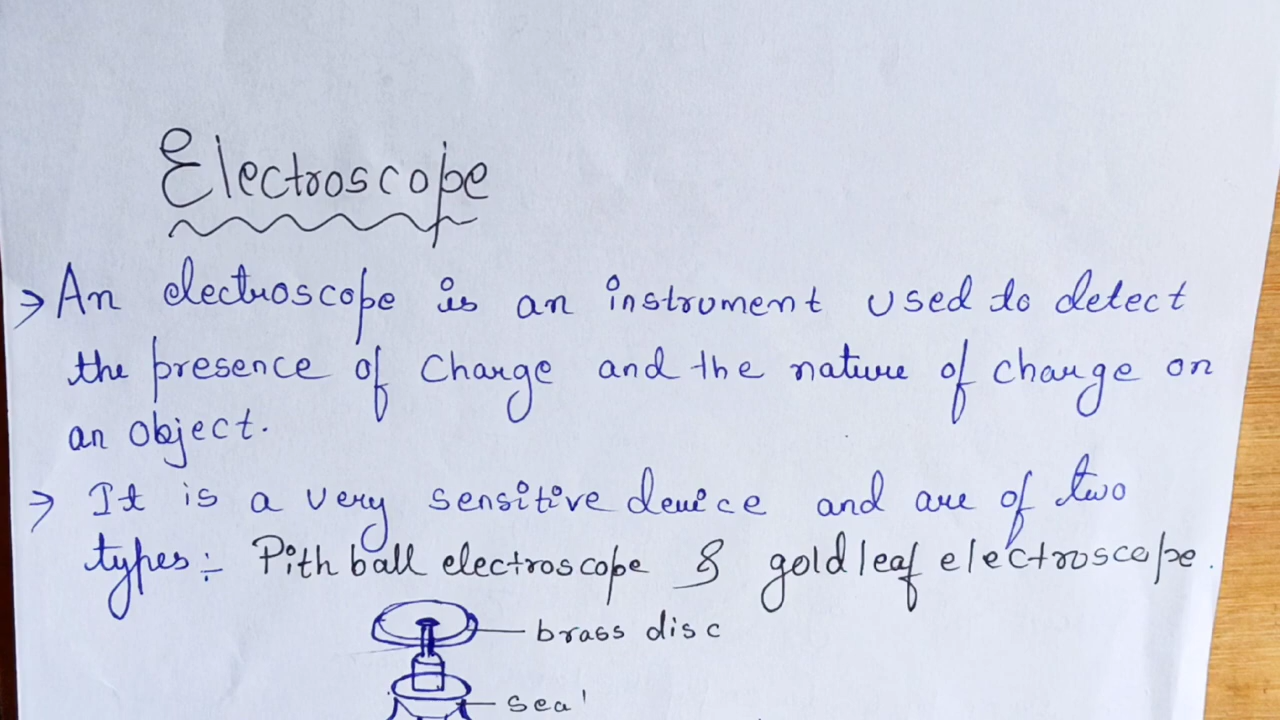 Electroscope
→ An electroscope is an instrument used to detect
the presence of Charge and the nature of charge on
an object.
→ It is a very sensitive device and are of two
types:- Pith ball electroscope & gold leaf electroscope.
brass disc
seal